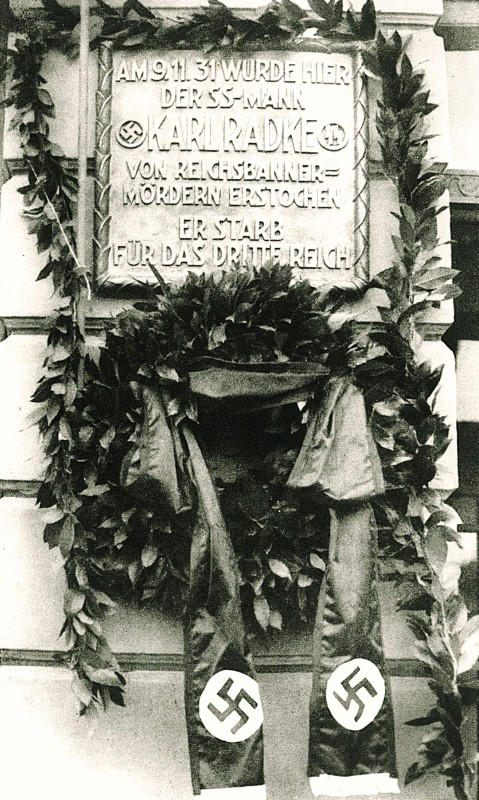 AM 9.11.31 WURDE HIER
DER SS-MANN
KARL RADKE
VON REICHSBANNER=
MÖRDERN ERSTOCHEN
ER STARB
FÜR DAS DRITTE REICH